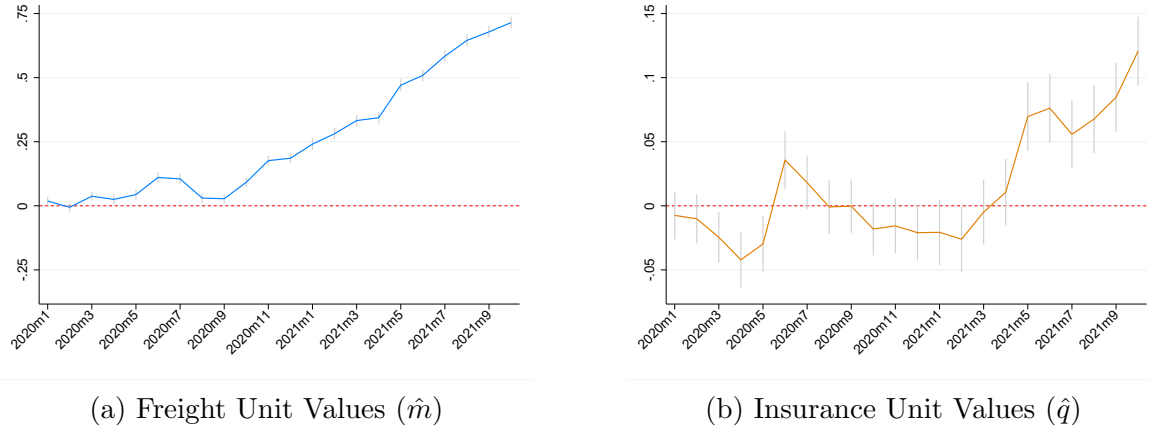 .75
.5
.25
0
-.25
2020m1
2020m3
2020m5
2020m7
2020m9
2020m11
2021m1
2021m3
2021m5
2021m7
2021m9
(a) Freight Unit Values (m̂)
.15
.1
.05
0
-.05
2020m1
2020m3
2020m5
2020m7
2020m9
2020m11
2021m1
2021m3
2021m5
2021m7
2021m9
(b) Insurance Unit Values (q̂)